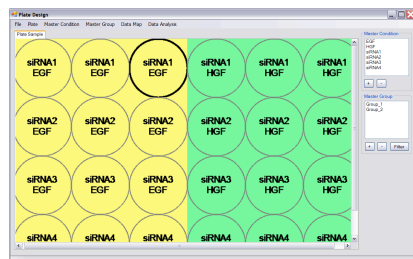 Plate Design
File Plate Master Condition Master Group Data Map Data Analysis
Plate Sample
siRNA1 siRNA1 siRNA1 siRNA1 siRNA1 siRNA1
EGF EGF EGF HGF HGF HGF
siRNA2 siRNA2 siRNA2 siRNA2 siRNA2 siRNA2
EGF EGF EGF HGF HGF HGF
siRNA3 siRNA3 siRNA3 siRNA3 siRNA3 siRNA3
EGF EGF EGF HGF HGF HGF
siRNA4 siRNA4 siRNA4 siRNA4 siRNA4 siRNA4
Master Condition
EGF
HGF
siRNA1
siRNA2
siRNA3
siRNA4
+ -
Master Group
Group_1
Group_2
+ - Filter